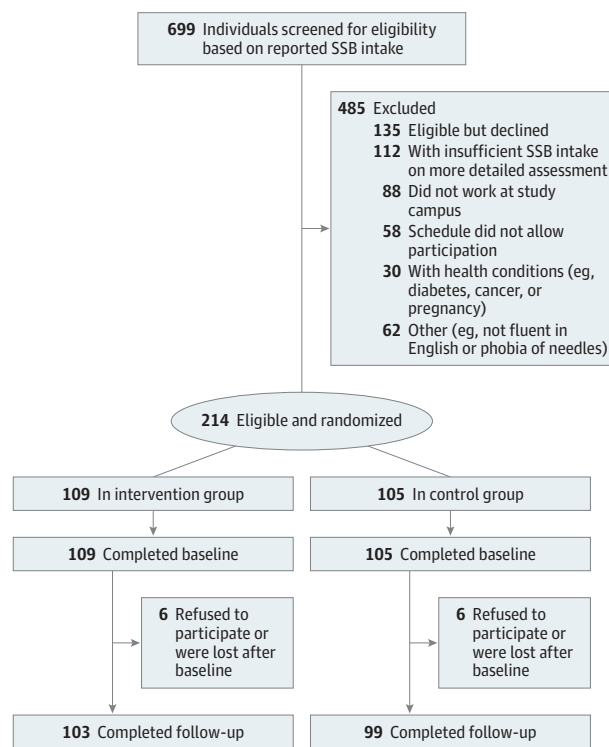 699 Individuals screened for eligibility
based on reported SSB intake
485 Excluded
135 Eligible but declined
112 With insufficient SSB intake
on more detailed assessment
88 Did not work at study
campus
58 Schedule did not allow
participation
30 With health conditions (eg,
diabetes, cancer, or
pregnancy)
62 Other (eg, not fluent in
English or phobia of needles)
214 Eligible and randomized
109 In intervention group
105 In control group
109 Completed baseline
105 Completed baseline
6 Refused to
participate or
were lost after
baseline
6 Refused to
participate or
were lost after
baseline
103 Completed follow-up
99 Completed follow-up